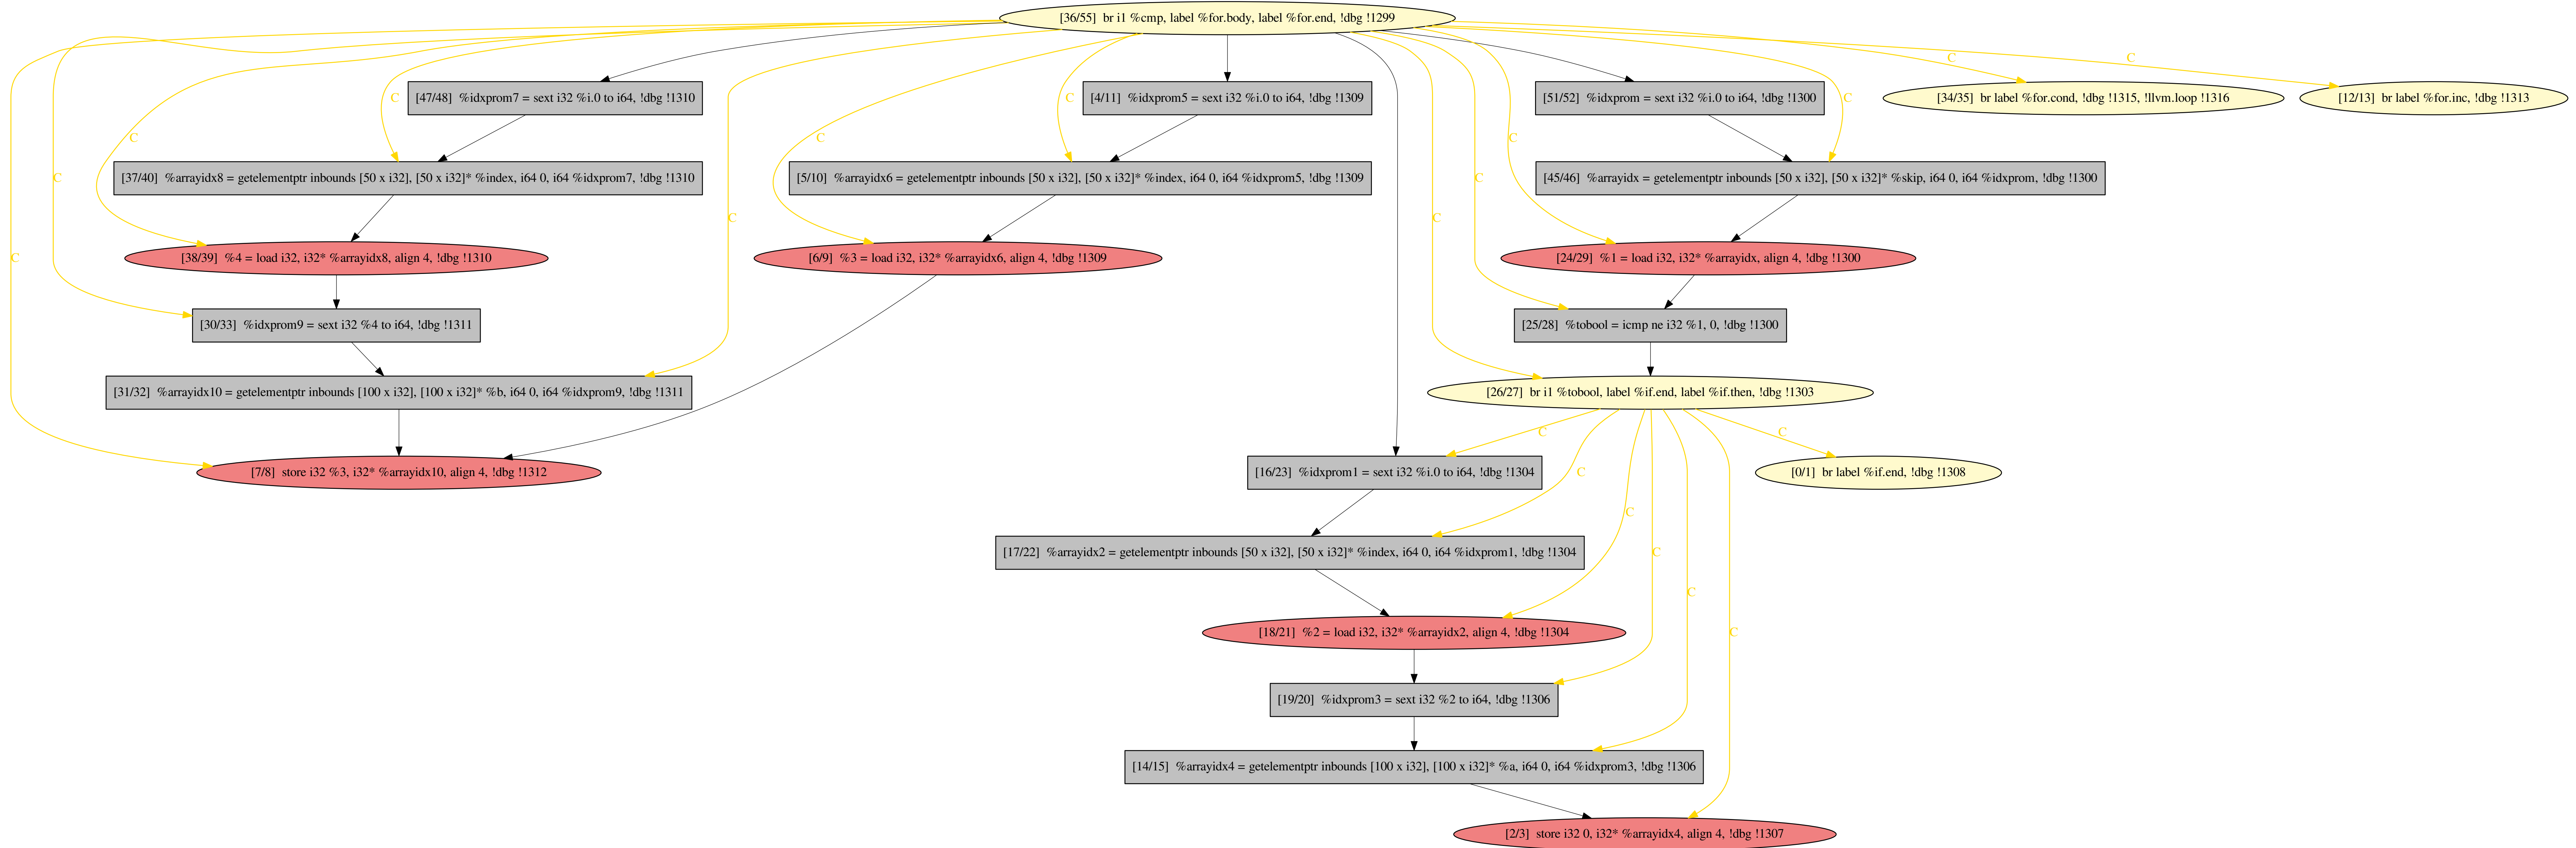 [36/55]  br i1 %cmp, label %for.body, label %for.end, !dbg !1299
C
C
[47/48]  %idxprom7 = sext i32 %i.0 to i64, !dbg !1310
C
C
[4/11]  %idxprom5 = sext i32 %i.0 to i64, !dbg !1309
[51/52]  %idxprom = sext i32 %i.0 to i64, !dbg !1300
C
[34/35]  br label %for.cond, !dbg !1315, !llvm.loop !1316
[12/13]  br label %for.inc, !dbg !1313
C
C
C
C
[37/40]  %arrayidx8 = getelementptr inbounds [50 x i32], [50 x i32]* %index, i64 0, i64 %idxprom7, !dbg !1310
[5/10]  %arrayidx6 = getelementptr inbounds [50 x i32], [50 x i32]* %index, i64 0, i64 %idxprom5, !dbg !1309
C
[45/46]  %arrayidx = getelementptr inbounds [50 x i32], [50 x i32]* %skip, i64 0, i64 %idxprom, !dbg !1300
C
C
C
[38/39]  %4 = load i32, i32* %arrayidx8, align 4, !dbg !1310
[6/9]  %3 = load i32, i32* %arrayidx6, align 4, !dbg !1309
[24/29]  %1 = load i32, i32* %arrayidx, align 4, !dbg !1300
C
[30/33]  %idxprom9 = sext i32 %4 to i64, !dbg !1311
[25/28]  %tobool = icmp ne i32 %1, 0, !dbg !1300
[31/32]  %arrayidx10 = getelementptr inbounds [100 x i32], [100 x i32]* %b, i64 0, i64 %idxprom9, !dbg !1311
[26/27]  br i1 %tobool, label %if.end, label %if.then, !dbg !1303
C
C
[7/8]  store i32 %3, i32* %arrayidx10, align 4, !dbg !1312
[16/23]  %idxprom1 = sext i32 %i.0 to i64, !dbg !1304
C
[0/1]  br label %if.end, !dbg !1308
C
[17/22]  %arrayidx2 = getelementptr inbounds [50 x i32], [50 x i32]* %index, i64 0, i64 %idxprom1, !dbg !1304
C
C
[18/21]  %2 = load i32, i32* %arrayidx2, align 4, !dbg !1304
C
[19/20]  %idxprom3 = sext i32 %2 to i64, !dbg !1306
[14/15]  %arrayidx4 = getelementptr inbounds [100 x i32], [100 x i32]* %a, i64 0, i64 %idxprom3, !dbg !1306
[2/3]  store i32 0, i32* %arrayidx4, align 4, !dbg !1307